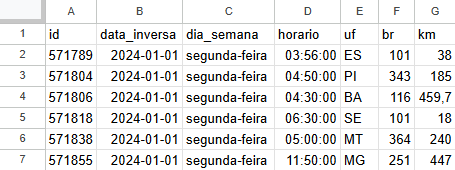 A B C D E F G
1 id data_inversa dia_semana horario uf br km
2 571789 2024-01-01 segunda-feira 03:56:00 ES 101 38
3 571804 2024-01-01 segunda-feira 04:50:00 PI 343 185
4 571806 2024-01-01 segunda-feira 04:30:00 BA 116 459,7
5 571818 2024-01-01 segunda-feira 06:30:00 SE 101 18
6 571838 2024-01-01 segunda-feira 05:00:00 MT 364 240
7 571855 2024-01-01 segunda-feira 11:50:00 MG 251 447